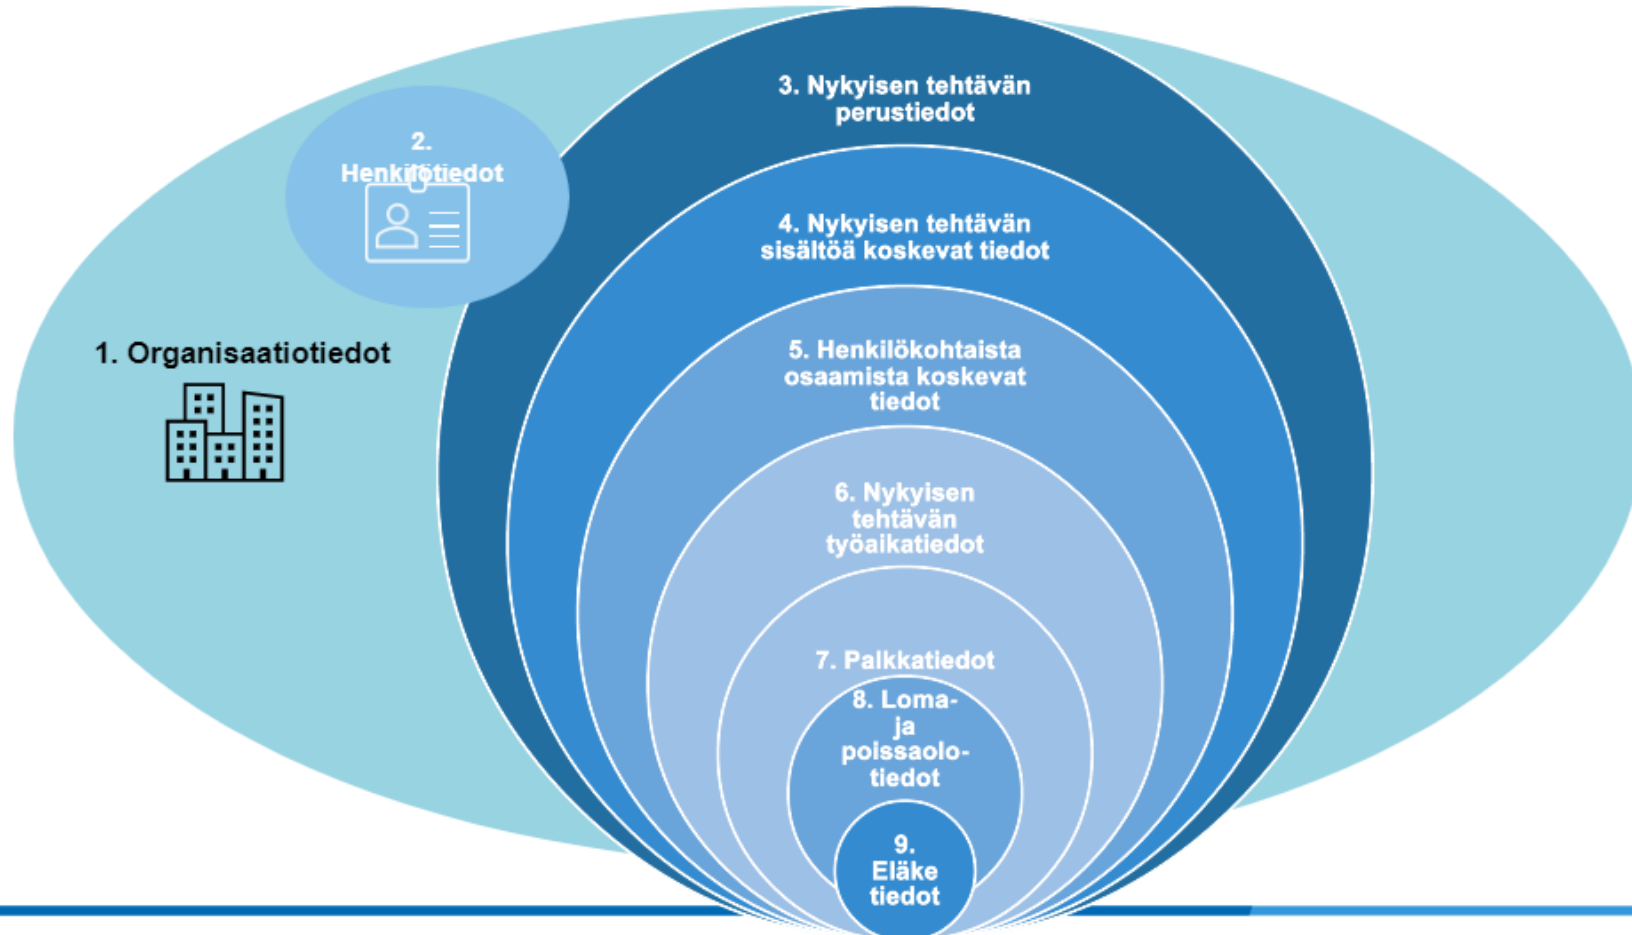 3. Nykyisen tehtävän
perustiedot
2.
Henkilötiedot
4. Nykyisen tehtävän
sisältöä koskevat tiedot
1. Organisaatiotiedot
5. Henkilökohtaista
osaamista koskevat
tiedot
6. Nykyisen
tehtävän
työaikatiedot
7. Palkkatiedot
8. Loma-
ja
poissaolo-
tiedot
9.
Eläke
tiedot